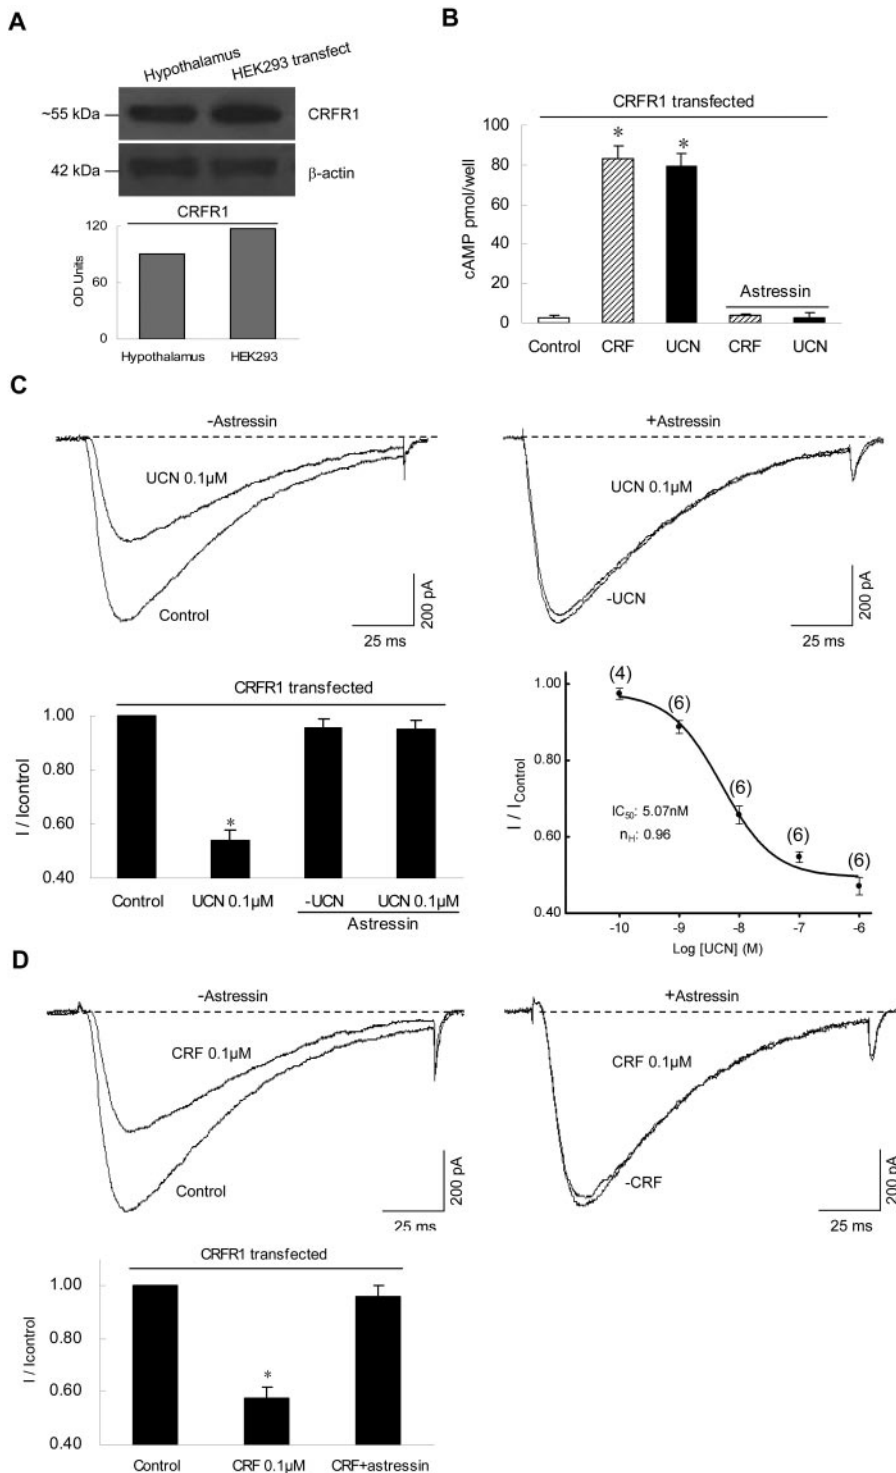 A
Hypothalamus
HEK293 transfect
~55 kDa
CRFR1
42 kDa
β-actin
CRFR1
120
60
0
OD Units
Hypothalamus
HEK293
B
CRFR1 transfected
100
80
60
40
20
0
cAMP pmol/well
*
*
Astressin
Control
CRF
UCN
CRF
UCN
C
-Astressin
UCN 0.1µM
Control
200 pA
25 ms
+Astressin
UCN 0.1µM
-UCN
200 pA
25 ms
CRFR1 transfected
1.00
0.80
0.60
0.40
I / Icontrol
*
Control
UCN 0.1µM
-UCN
UCN 0.1µM
Astressin
1.00
0.80
0.60
0.40
I / IControl
(4)
(6)
(6)
(6)
(6)
IC50: 5.07nM
nH: 0.96
-10
-9
-8
-7
-6
Log [UCN] (M)
D
-Astressin
CRF 0.1µM
Control
200 pA
25 ms
+Astressin
CRF 0.1µM
-CRF
200 pA
25 ms
CRFR1 transfected
1.00
0.80
0.60
0.40
I / Icontrol
*
Control
CRF 0.1µM
CRF+astressin